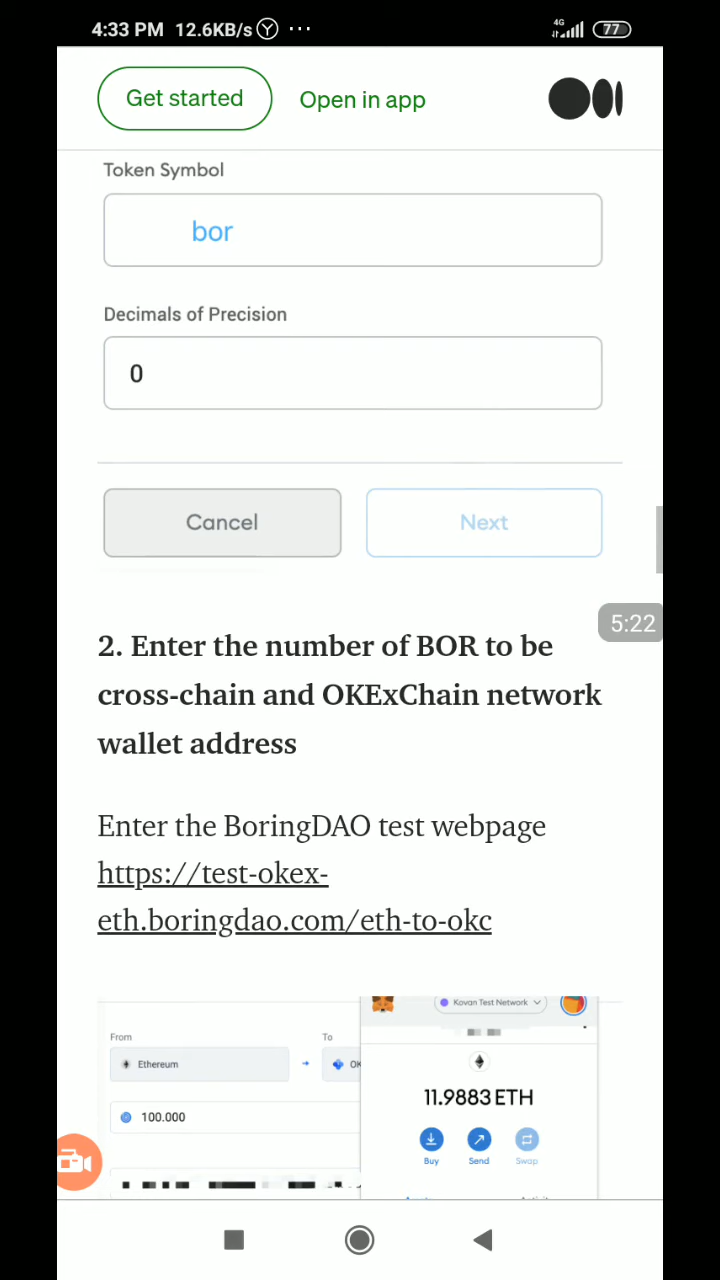 4:33 PM 12.6KB/s ... 4G 77
Get started Open in app
Token Symbol
bor
Decimals of Precision
0
Cancel Next
5:22
2. Enter the number of BOR to be
cross-chain and OKExChain network
wallet address
Enter the BoringDAO test webpage
https://test-okex-
eth.boringdao.com/eth-to-okc
Kovan Test Network
From To
Ethereum → OK
11.9883 ETH
100.000
Buy Send Swap